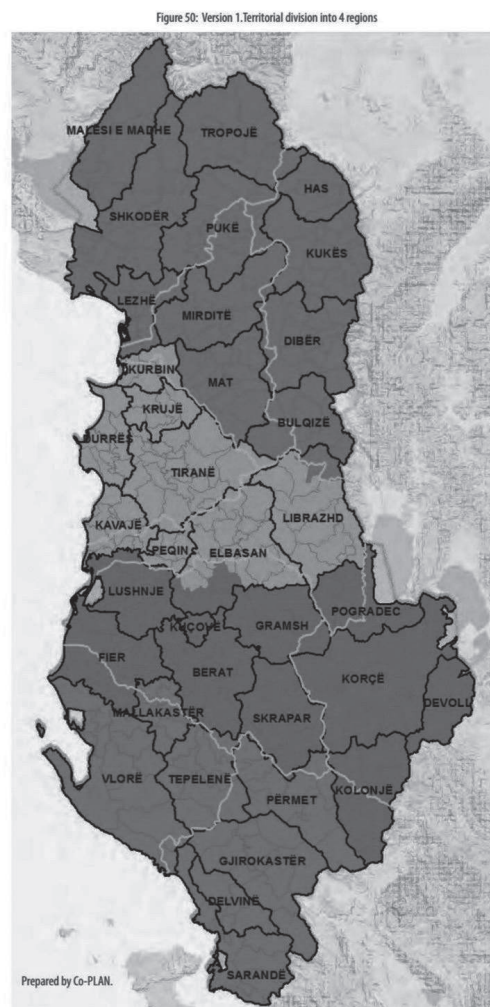 Figure 50: Version 1.Territorial division into 4 regions
MALËSI E MADHE
TROPOJË
HAS
SHKODËR
PUKË
KUKËS
LEZHË
MIRDITË
DIBËR
KURBIN
MAT
KRUJË
BULQIZË
DURRËS
TIRANË
LIBRAZHD
KAVAJË
PEQIN
ELBASAN
LUSHNJE
POGRADEC
KUÇOVË
GRAMSH
FIER
BERAT
KORÇË
DEVOLL
MALLAKASTËR
SKRAPAR
VLORË
TEPELENË
KOLONJË
PËRMET
GJIROKASTËR
DELVINË
SARANDË
Prepared by Co-PLAN.